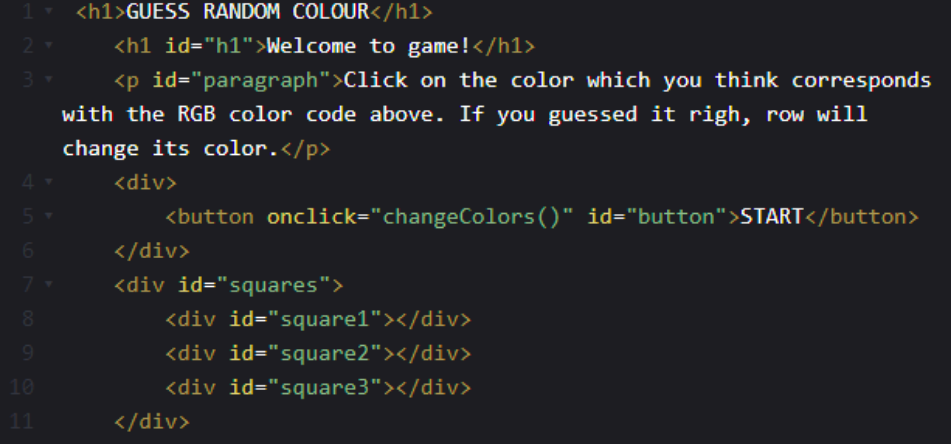 1 <h1>GUESS RANDOM COLOUR</h1>
2 <h1 id="h1">Welcome to game!</h1>
3 <p id="paragraph">Click on the color which you think corresponds
with the RGB color code above. If you guessed it righ, row will
change its color.</p>
4 <div>
5 <button onclick="changeColors()" id="button">START</button>
6 </div>
7 <div id="squares">
8 <div id="square1"></div>
9 <div id="square2"></div>
10 <div id="square3"></div>
11 </div>